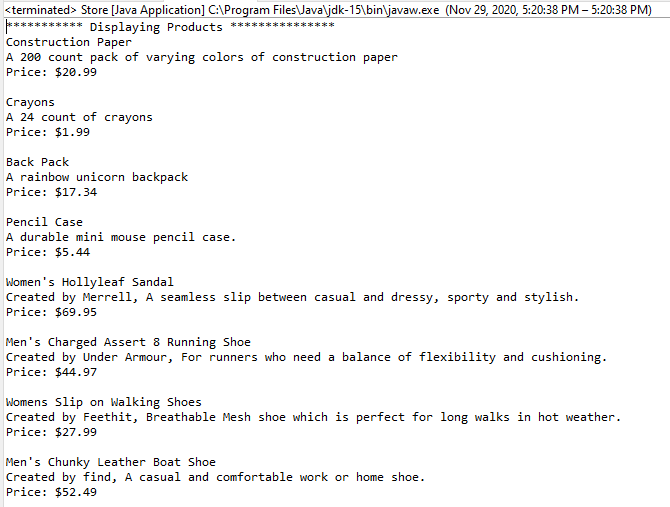 <terminated> Store [Java Application] C:\Program Files\Java\jdk-15\bin\javaw.exe (Nov 29, 2020, 5:20:38 PM – 5:20:38 PM)
*********** Displaying Products ***************
Construction Paper
A 200 count pack of varying colors of construction paper
Price: $20.99

Crayons
A 24 count of crayons
Price: $1.99

Back Pack
A rainbow unicorn backpack
Price: $17.34

Pencil Case
A durable mini mouse pencil case.
Price: $5.44

Women's Hollyleaf Sandal
Created by Merrell, A seamless slip between casual and dressy, sporty and stylish.
Price: $69.95

Men's Charged Assert 8 Running Shoe
Created by Under Armour, For runners who need a balance of flexibility and cushioning.
Price: $44.97

Womens Slip on Walking Shoes
Created by Feethit, Breathable Mesh shoe which is perfect for long walks in hot weather.
Price: $27.99

Men's Chunky Leather Boat Shoe
Created by find, A casual and comfortable work or home shoe.
Price: $52.49